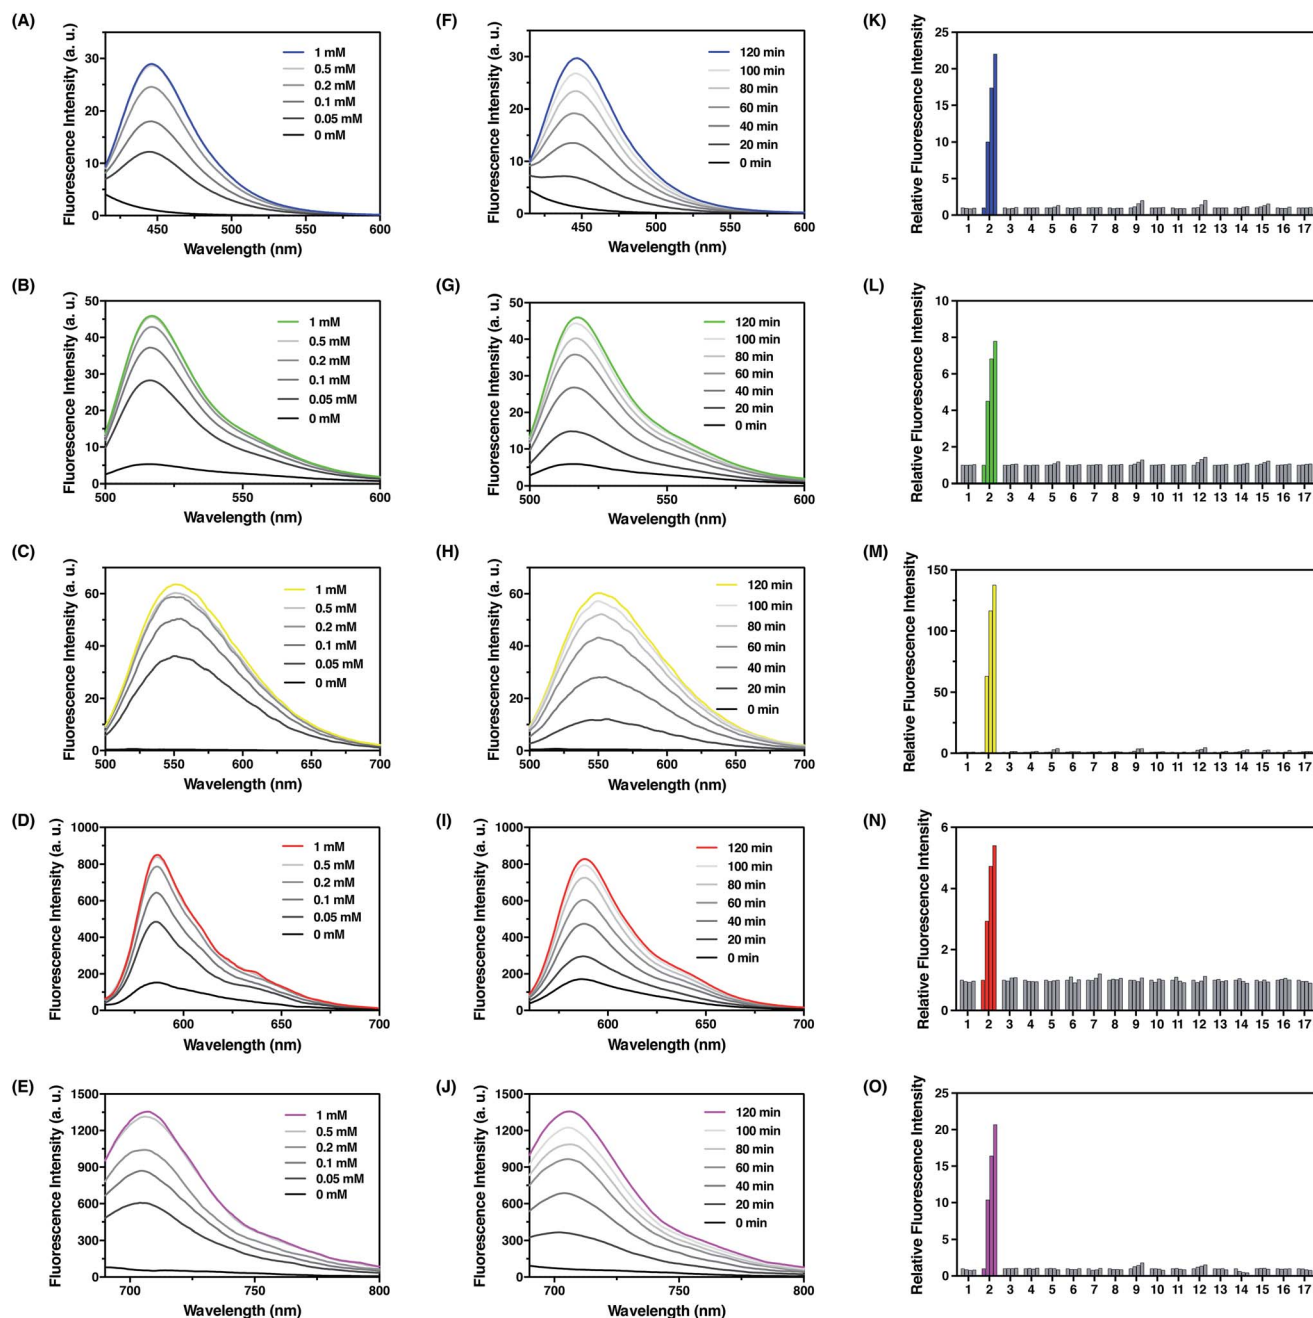 (A)
Fluorescence Intensity (a. u.)
30
20
10
0
450 500 550 600
Wavelength (nm)
1 mM
0.5 mM
0.2 mM
0.1 mM
0.05 mM
0 mM
(F)
Fluorescence Intensity (a. u.)
30
20
10
0
450 500 550 600
Wavelength (nm)
120 min
100 min
80 min
60 min
40 min
20 min
0 min
(K)
Relative Fluorescence Intensity
25
20
15
10
5
0
1 2 3 4 5 6 7 8 9 10 11 12 13 14 15 16 17
(B)
Fluorescence Intensity (a. u.)
50
40
30
20
10
0
500 550 600
Wavelength (nm)
1 mM
0.5 mM
0.2 mM
0.1 mM
0.05 mM
0 mM
(G)
Fluorescence Intensity (a. u.)
50
40
30
20
10
0
500 550 600
Wavelength (nm)
120 min
100 min
80 min
60 min
40 min
20 min
0 min
(L)
Relative Fluorescence Intensity
10
8
6
4
2
0
1 2 3 4 5 6 7 8 9 10 11 12 13 14 15 16 17
(C)
Fluorescence Intensity (a. u.)
60
40
20
0
500 550 600 650 700
Wavelength (nm)
1 mM
0.5 mM
0.2 mM
0.1 mM
0.05 mM
0 mM
(H)
Fluorescence Intensity (a. u.)
60
40
20
0
500 550 600 650 700
Wavelength (nm)
120 min
100 min
80 min
60 min
40 min
20 min
0 min
(M)
Relative Fluorescence Intensity
150
100
50
0
1 2 3 4 5 6 7 8 9 10 11 12 13 14 15 16 17
(D)
Fluorescence Intensity (a. u.)
1000
800
600
400
200
0
600 650 700
Wavelength (nm)
1 mM
0.5 mM
0.2 mM
0.1 mM
0.05 mM
0 mM
(I)
Fluorescence Intensity (a. u.)
1000
800
600
400
200
0
600 650 700
Wavelength (nm)
120 min
100 min
80 min
60 min
40 min
20 min
0 min
(N)
Relative Fluorescence Intensity
6
4
2
0
1 2 3 4 5 6 7 8 9 10 11 12 13 14 15 16 17
(E)
Fluorescence Intensity (a. u.)
1500
1200
900
600
300
0
700 750 800
Wavelength (nm)
1 mM
0.5 mM
0.2 mM
0.1 mM
0.05 mM
0 mM
(J)
Fluorescence Intensity (a. u.)
1500
1200
900
600
300
0
700 750 800
Wavelength (nm)
120 min
100 min
80 min
60 min
40 min
20 min
0 min
(O)
Relative Fluorescence Intensity
25
20
15
10
5
0
1 2 3 4 5 6 7 8 9 10 11 12 13 14 15 16 17